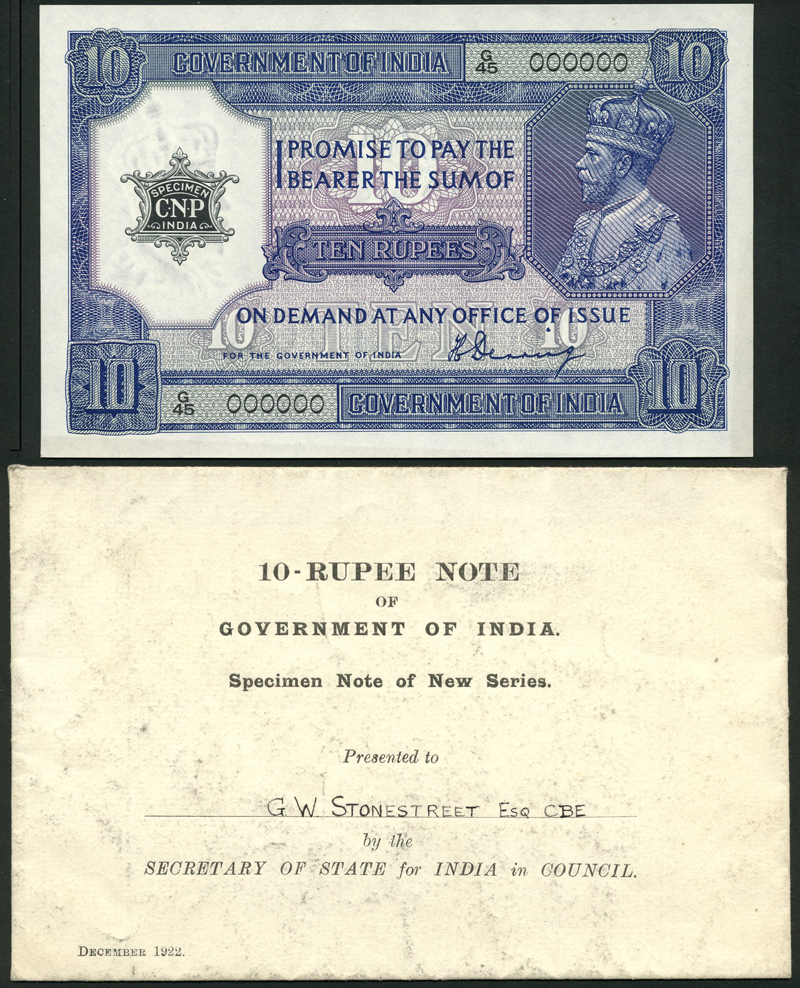 10 GOVERNMENT OF INDIA G/45 000000 10
SPECIMEN
CNP
INDIA
10
I PROMISE TO PAY THE
BEARER THE SUM OF
TEN RUPEES
ON DEMAND AT ANY OFFICE OF ISSUE
10 TEN 10
FOR THE GOVERNMENT OF INDIA
10 G/45 000000 GOVERNMENT OF INDIA 10
10-RUPEE NOTE
OF
GOVERNMENT OF INDIA.
Specimen Note of New Series.
Presented to
G W STONESTREET ESQ CBE
by the
SECRETARY OF STATE for INDIA in COUNCIL.
DECEMBER 1922.